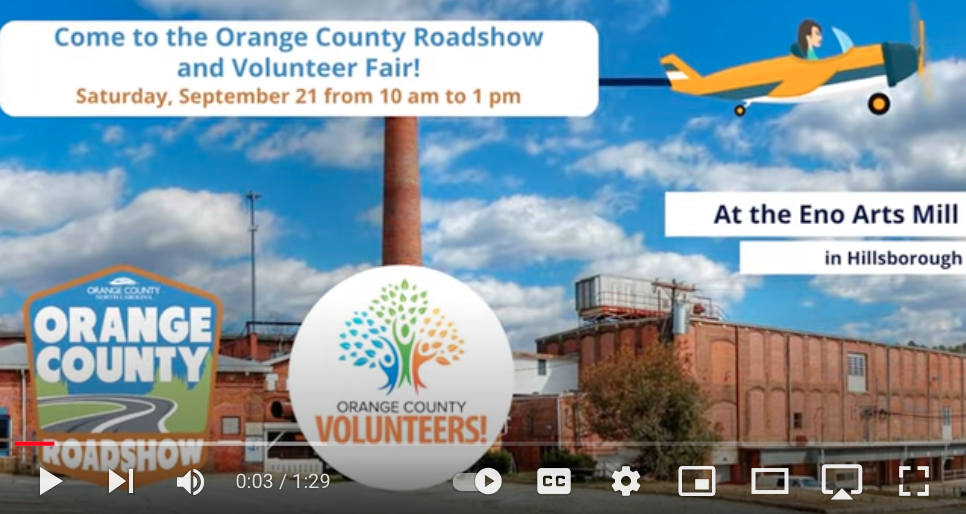 Come to the Orange County Roadshow
and Volunteer Fair!
Saturday, September 21 from 10 am to 1 pm
At the Eno Arts Mill
in Hillsborough
ORANGE COUNTY
NORTH CAROLINA
ORANGE
COUNTY
ROADSHOW
ORANGE COUNTY
VOLUNTEERS!
0:03 / 1:29
CC